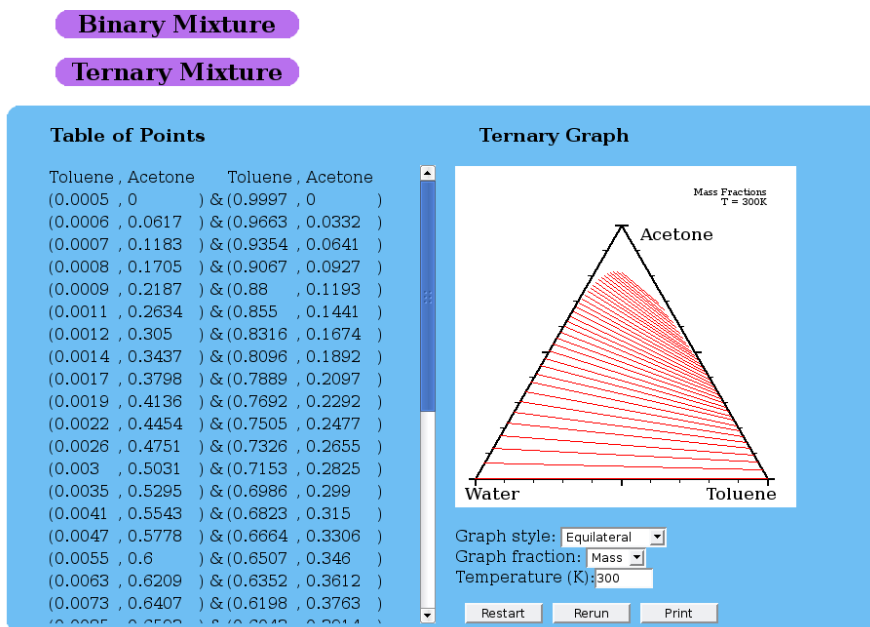 Binary Mixture
Ternary Mixture
Table of Points
Toluene , Acetone Toluene , Acetone
(0.0005 , 0 ) & (0.9997 , 0 )
(0.0006 , 0.0617 ) & (0.9663 , 0.0332 )
(0.0007 , 0.1183 ) & (0.9354 , 0.0641 )
(0.0008 , 0.1705 ) & (0.9067 , 0.0927 )
(0.0009 , 0.2187 ) & (0.88 , 0.1193 )
(0.0011 , 0.2634 ) & (0.855 , 0.1441 )
(0.0012 , 0.305 ) & (0.8316 , 0.1674 )
(0.0014 , 0.3437 ) & (0.8096 , 0.1892 )
(0.0017 , 0.3798 ) & (0.7889 , 0.2097 )
(0.0019 , 0.4136 ) & (0.7692 , 0.2292 )
(0.0022 , 0.4454 ) & (0.7505 , 0.2477 )
(0.0026 , 0.4751 ) & (0.7326 , 0.2655 )
(0.003 , 0.5031 ) & (0.7153 , 0.2825 )
(0.0035 , 0.5295 ) & (0.6986 , 0.299 )
(0.0041 , 0.5543 ) & (0.6823 , 0.315 )
(0.0047 , 0.5778 ) & (0.6664 , 0.3306 )
(0.0055 , 0.6 ) & (0.6507 , 0.346 )
(0.0063 , 0.6209 ) & (0.6352 , 0.3612 )
(0.0073 , 0.6407 ) & (0.6198 , 0.3763 )
Ternary Graph
Mass Fractions
T = 300K
Acetone
Water
Toluene
Graph style: Equilateral
Graph fraction: Mass
Temperature (K): 300
Restart Rerun Print